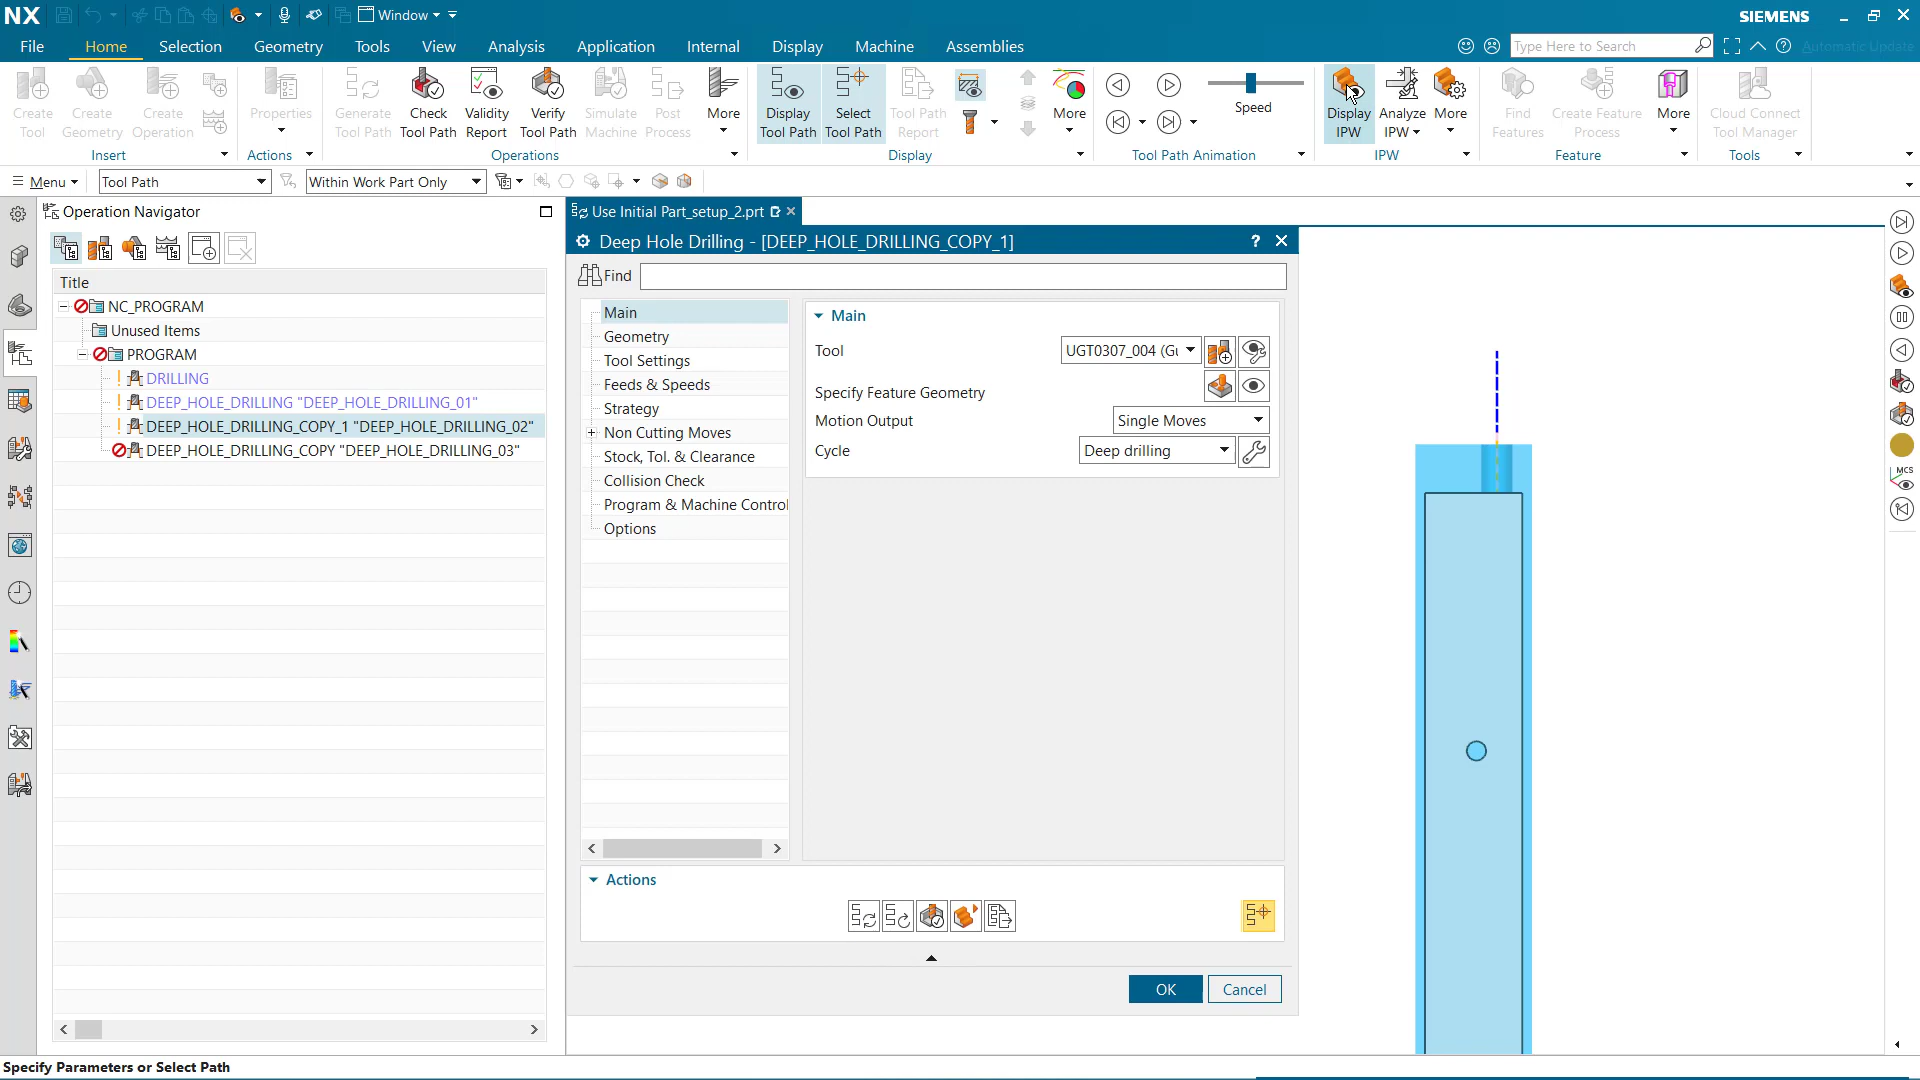 NX
Window
SIEMENS
File
Home
Selection
Geometry
Tools
View
Analysis
Application
Internal
Display
Machine
Assemblies
Type Here to Search
Automatic Update
Create Tool
Create Geometry
Create Operation
Properties
Generate Tool Path
Check Tool Path
Validity Report
Verify Tool Path
Simulate Machine
Post Process
More
Display Tool Path
Select Tool Path
Tool Path Report
More
Speed
Display IPW
Analyze IPW
More
Find Features
Create Feature Process
More
Cloud Connect Tool Manager
Insert
Actions
Operations
Display
Tool Path Animation
IPW
Feature
Tools
Menu
Tool Path
Within Work Part Only
Operation Navigator
Use Initial Part_setup_2.prt
Deep Hole Drilling - [DEEP_HOLE_DRILLING_COPY_1]
Find
Title
NC_PROGRAM
Unused Items
PROGRAM
DRILLING
DEEP_HOLE_DRILLING "DEEP_HOLE_DRILLING_01"
DEEP_HOLE_DRILLING_COPY_1 "DEEP_HOLE_DRILLING_02"
DEEP_HOLE_DRILLING_COPY "DEEP_HOLE_DRILLING_03"
Main
Geometry
Tool Settings
Feeds & Speeds
Strategy
Non Cutting Moves
Stock, Tol. & Clearance
Collision Check
Program & Machine Control
Options
Main
Tool
UGT0307_004 (Gu
Specify Feature Geometry
Motion Output
Single Moves
Cycle
Deep drilling
Actions
OK
Cancel
MCS
Specify Parameters or Select Path